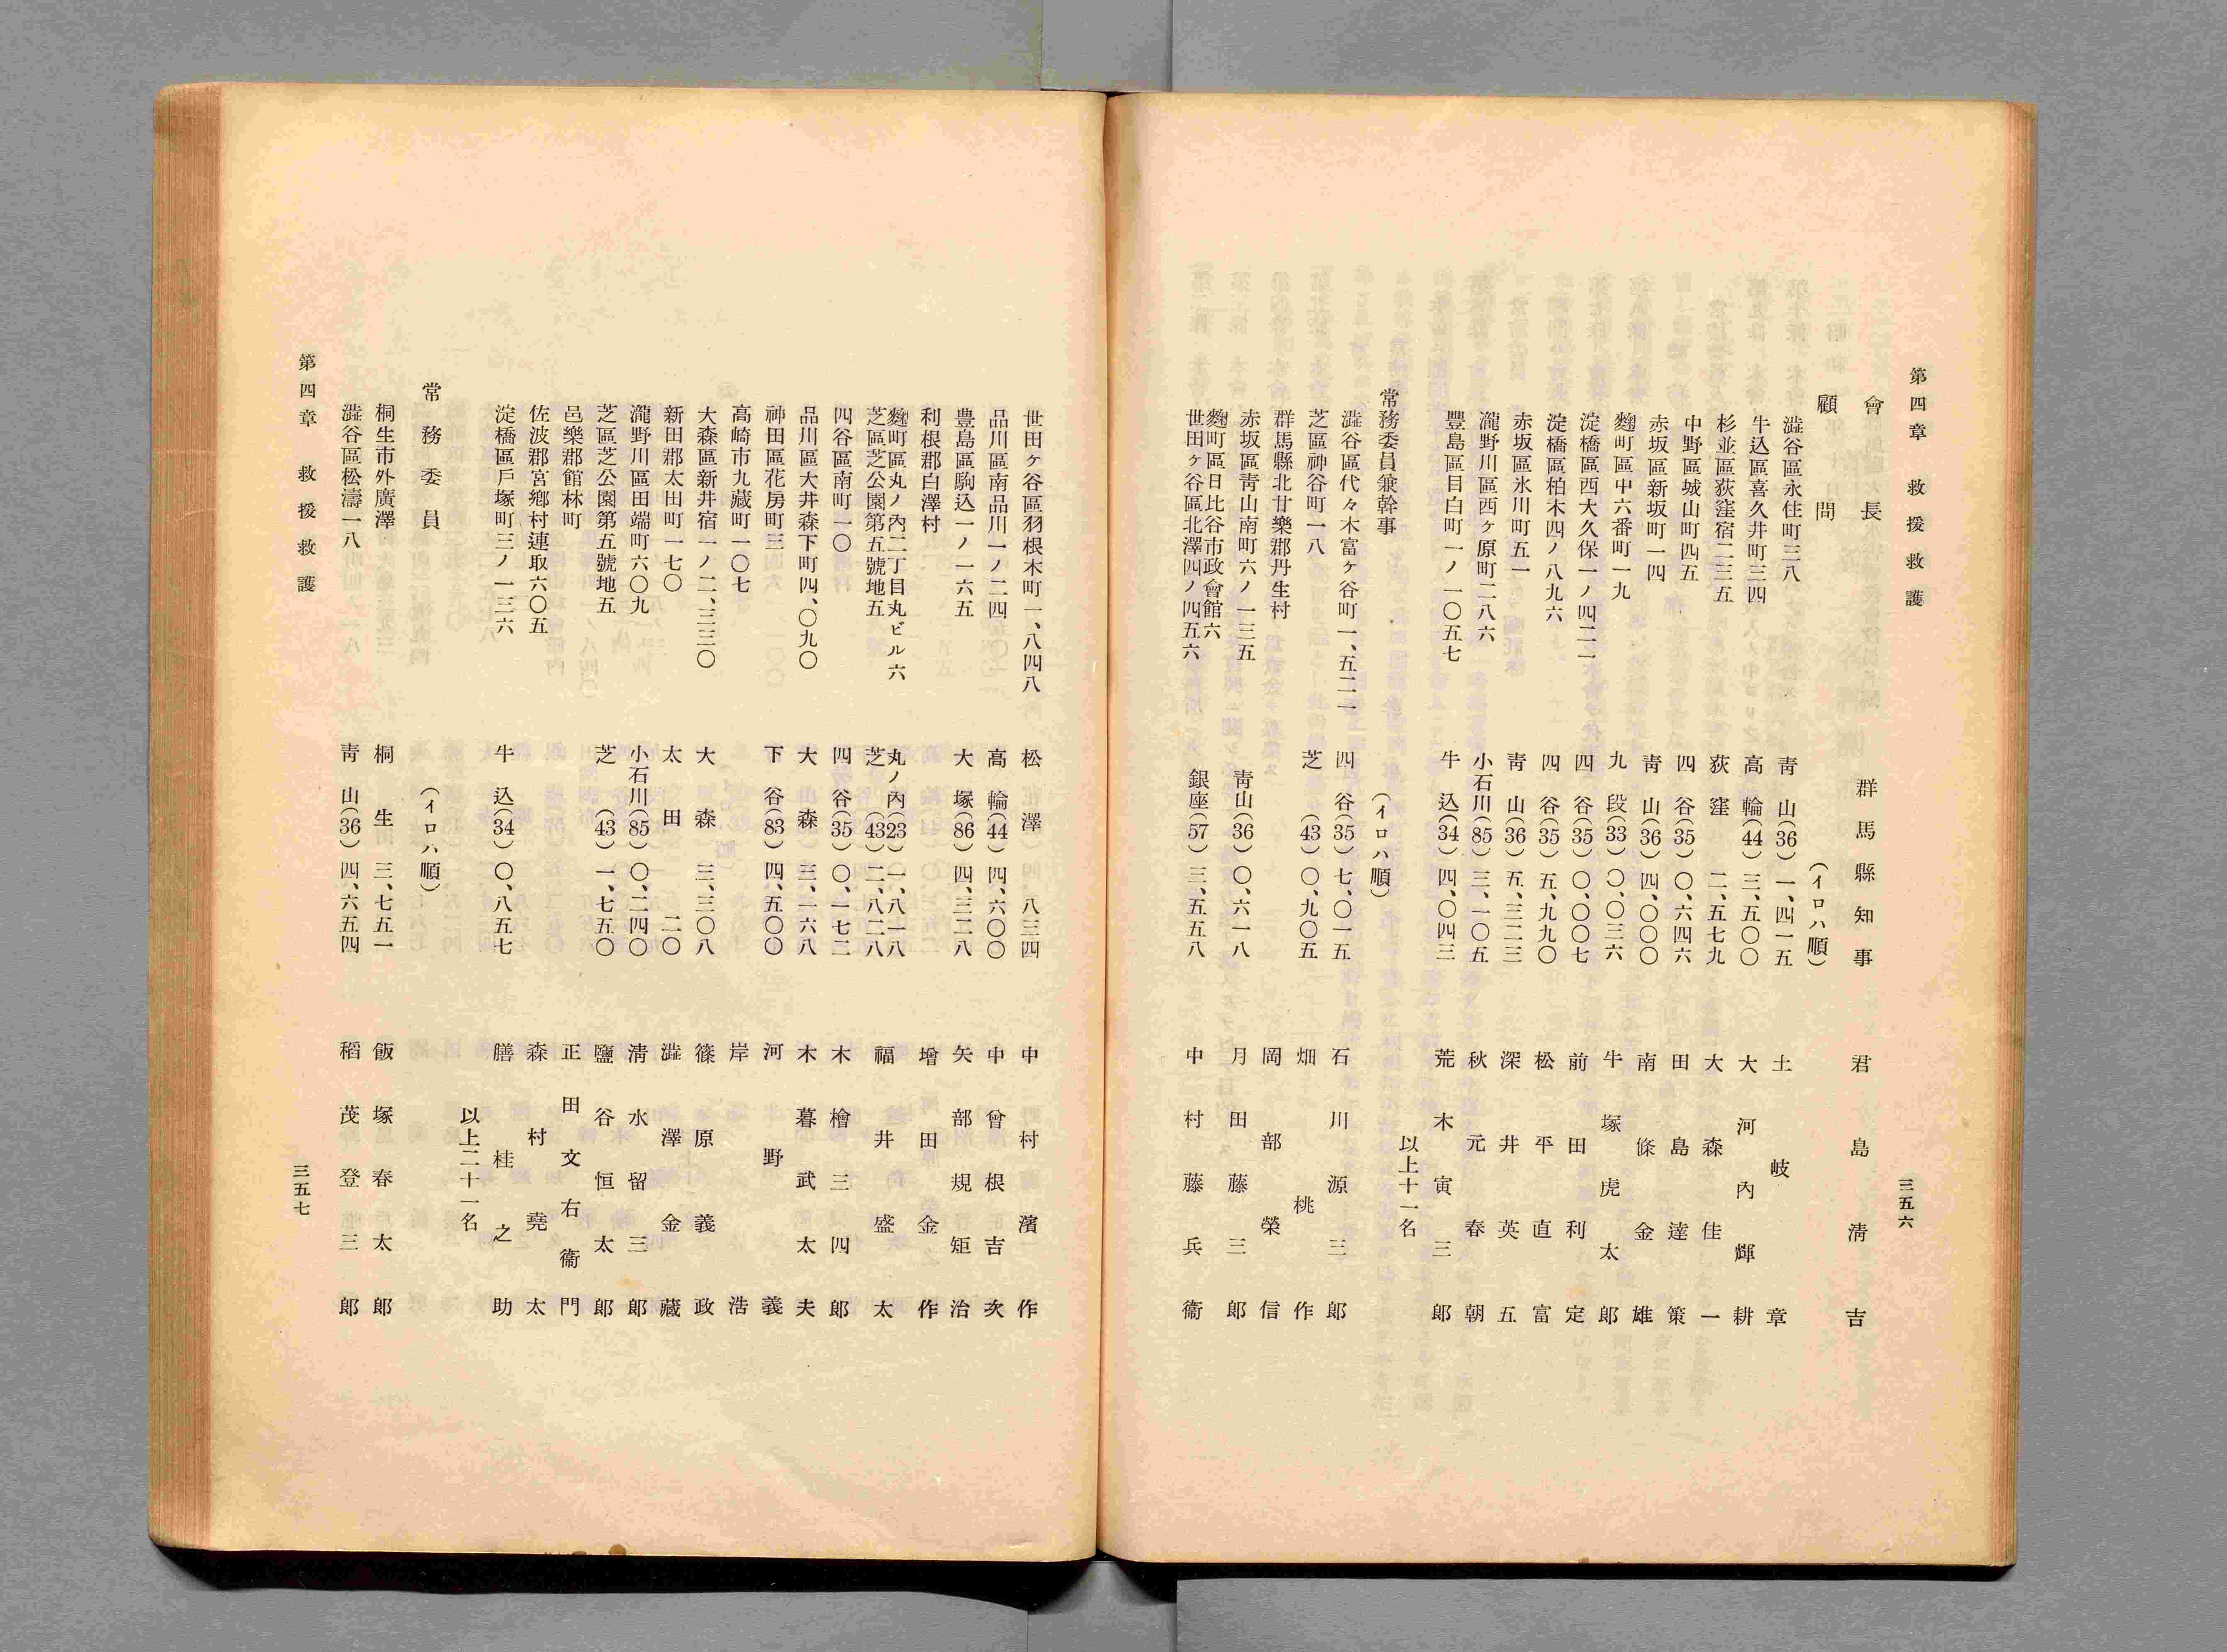 第四章　救援救護
三五六
會長　群馬縣知事　君島淸吉
顧問　（イロハ順）
澁谷區永住町三八　靑山（36）一、四一五　土岐章
牛込區喜久井町三四　高輪（44）三、五〇〇　大河內輝耕
杉並區荻窪宿二三五　荻窪　二、五七九　大森佳一
中野區城山町四五　四谷（35）〇、六四六　田島達策
赤坂區新坂町一四　靑山（36）四、〇〇〇　南條金雄
麴町區中六番町一九　九段（33）〇、〇三六　牛塚虎太郞
淀橋區西大久保一ノ四二一　四谷（35）〇、〇〇七　前田利定
淀橋區柏木四ノ八九六　四谷（35）五、九九〇　松平直富
赤坂區氷川町五一　靑山（36）五、三二三　深井英五
瀧野川區西ヶ原町二八六　小石川（85）三、一〇五　秋元春朝
豐島區目白町一ノ一〇五七　牛込（34）四、〇四三　荒木寅三郞
以上十一名
常務委員兼幹事　（イロハ順）
澁谷區代々木富ヶ谷町一、五二一　四谷（35）七、〇一五　石川源三郞
芝區神谷町一八　芝（43）〇、九〇五　畑桃作
群馬縣北甘樂郡丹生村　岡部榮信
赤坂區靑山南町六ノ一三五　靑山（36）〇、六一八　月田藤三郞
麴町區日比谷市政會館六
世田ヶ谷區北澤四ノ四五六　銀座（57）三、五五八　中村藤兵衞
世田ヶ谷區羽根木町一、八四八　松澤　四、八三四　中村濱作
品川區南品川一ノ二四　高輪（44）四、六〇〇　中曾根吉次
豊島區駒込一ノ一六五　大塚（86）四、三二八　矢部規矩治
利根郡白澤村　增田金作
麴町區丸ノ內二丁目丸ビル六　丸ノ內（23）一、八一八
芝區芝公園第五號地五　芝（43）二、八二八　福井盛太
四谷區南町一〇　四谷（35）〇、一七二　木檜三四郞
品川區大井森下町四、〇九〇　大森　三、一六八　木暮武太夫
神田區花房町三　下谷（83）四、五〇〇　河野義
高崎市九藏町一〇七　岸浩
大森區新井宿一ノ二、三三〇　大森　三、三〇八　篠原義政
新田郡太田町一七〇　太田　二〇　澁澤金藏
瀧野川區田端町六〇九　小石川（85）〇、二四〇　淸水留三郞
芝區芝公園第五號地五　芝（43）一、七五〇　鹽谷恒太郞
邑樂郡館林町　正田文右衞門
佐波郡宮鄕村連取六〇五　森村堯太
淀橋區戶塚町三ノ一三六　牛込（34）〇、八五七　膳桂之助
以上二十一名
常務委員　（イロハ順）
桐生市外廣澤　桐生　三、七五一　飯塚春太郞
澁谷區松濤一八　靑山（36）四、六五四　稻茂登三郞
第四章　救援救護
三五七